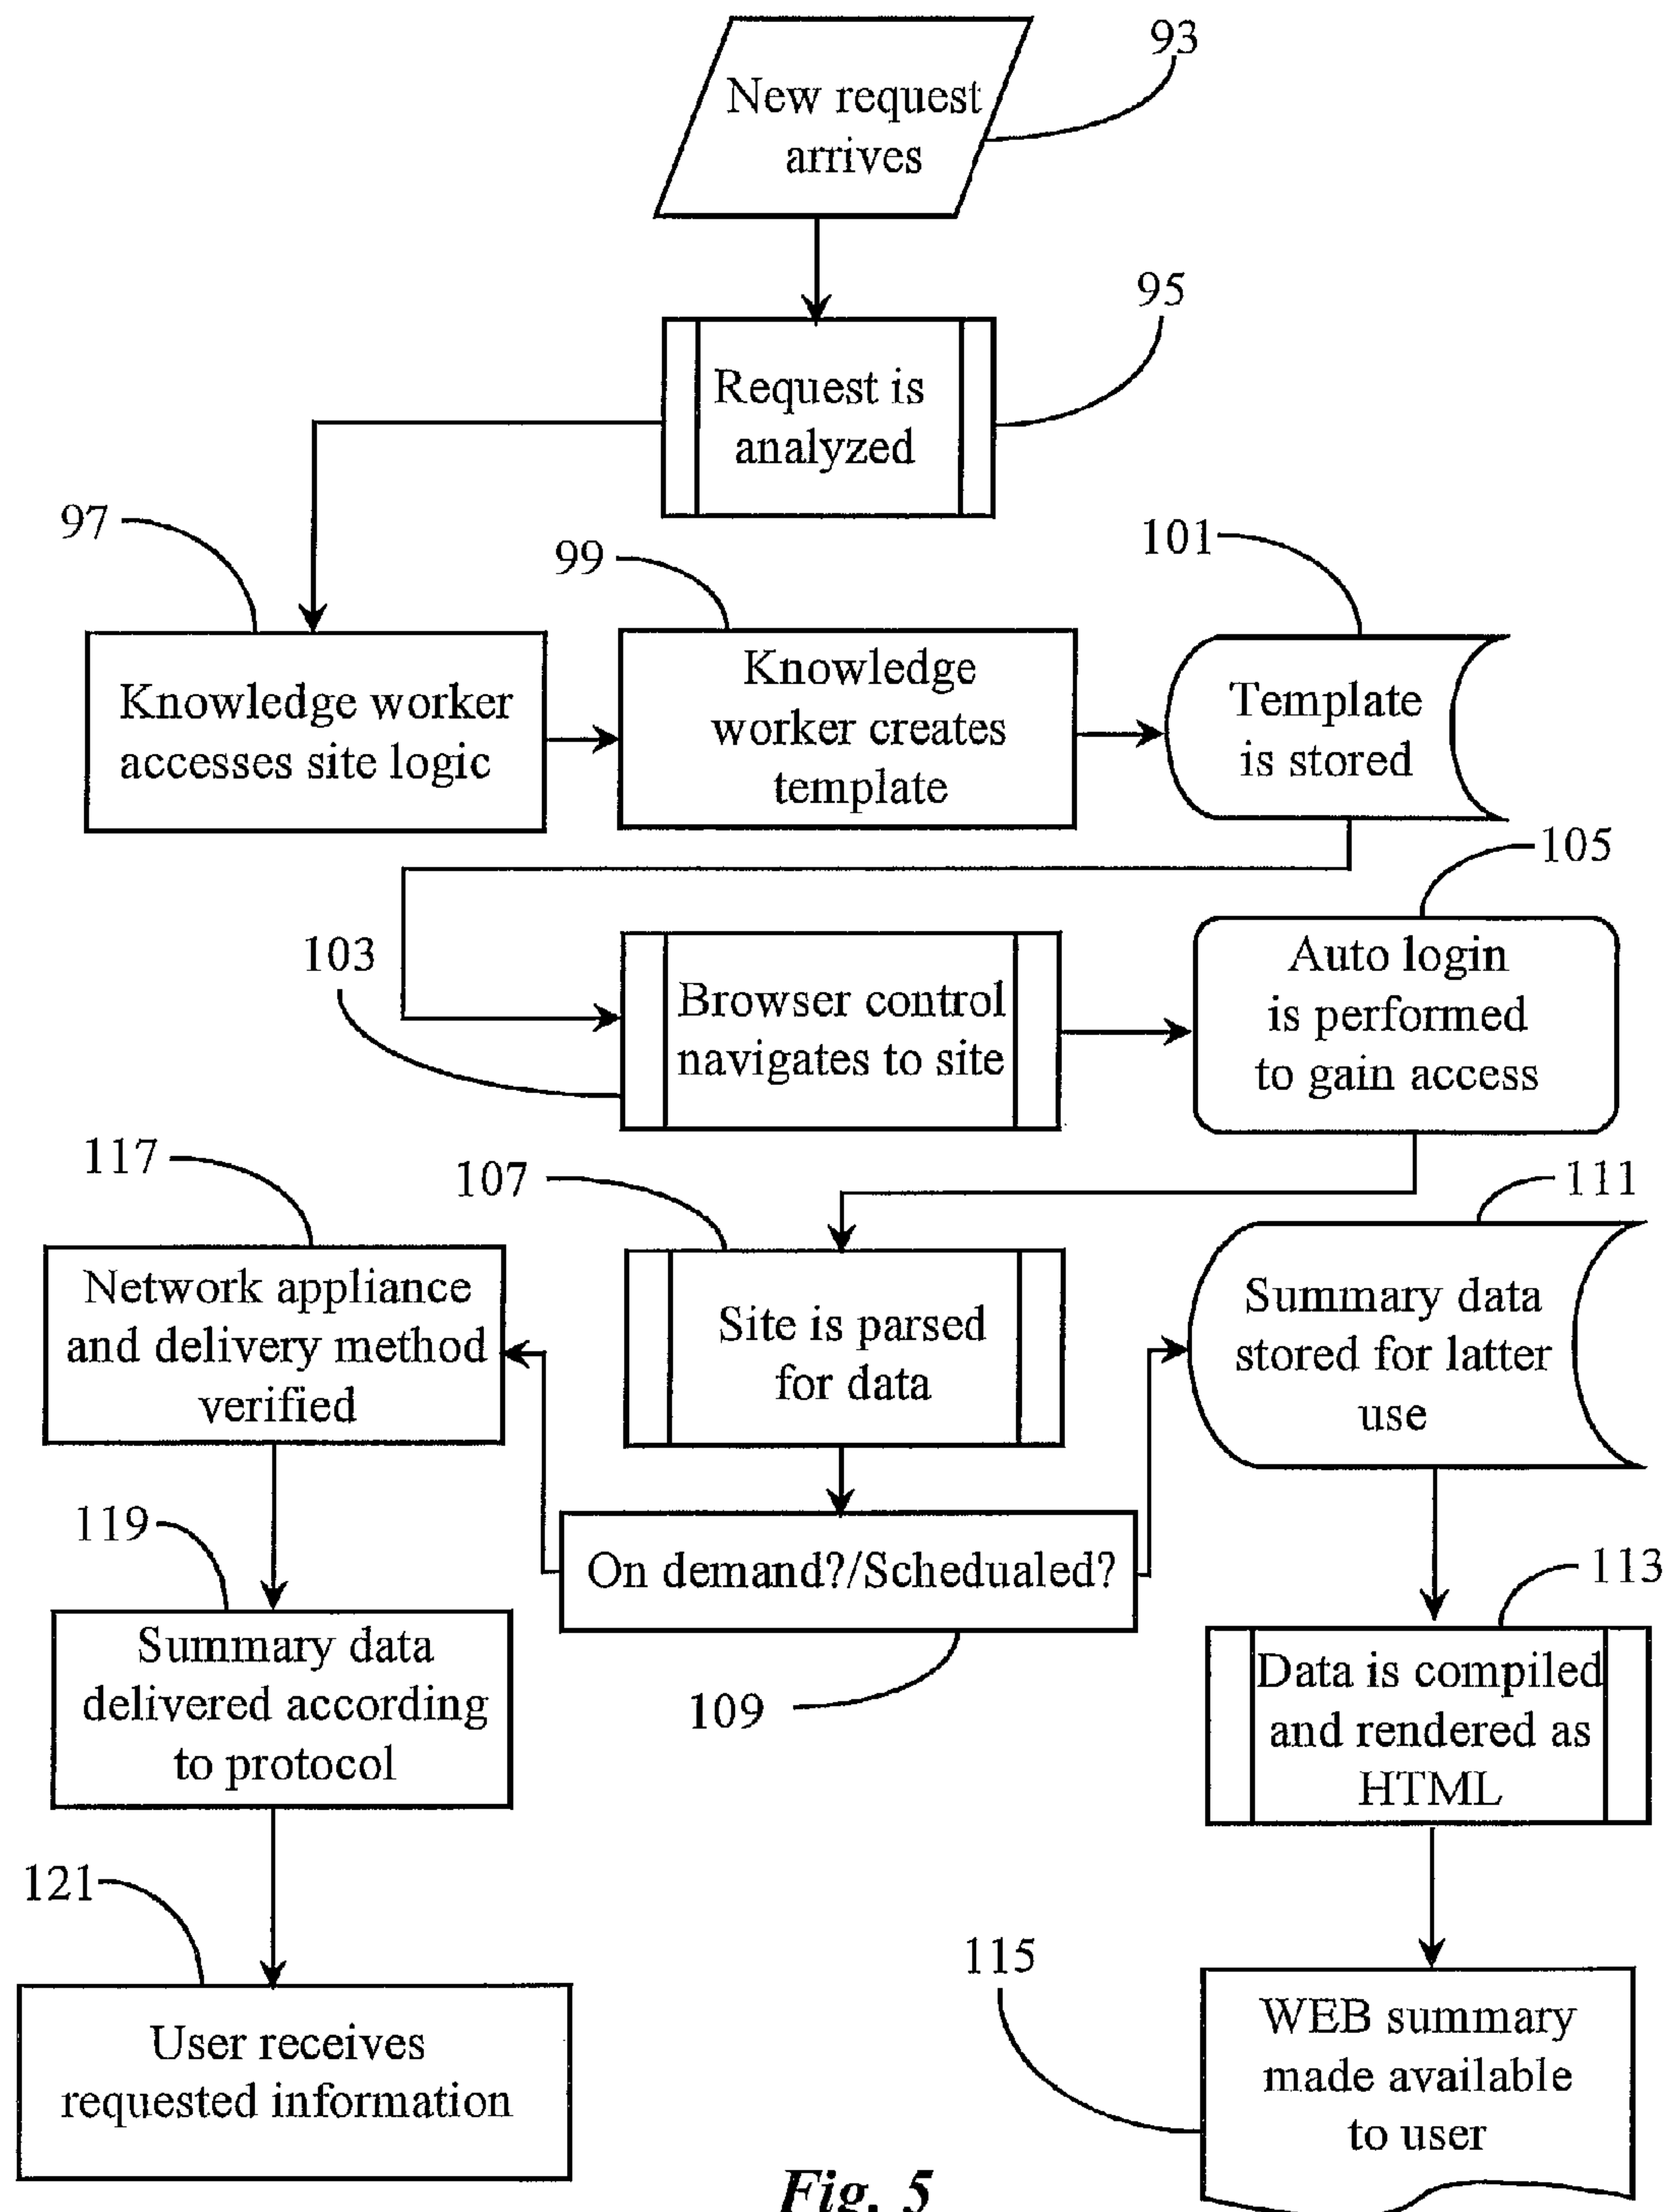 93
New request
arrives
95
Request is
analyzed
97
Knowledge worker
accesses site logic
99
Knowledge
worker creates
template
101
Template
is stored
103
Browser control
navigates to site
105
Auto login
is performed
to gain access
107
Site is parsed
for data
109
On demand?/Schedualed?
111
Summary data
stored for latter
use
113
Data is compiled
and rendered as
HTML
115
WEB summary
made available
to user
117
Network appliance
and delivery method
verified
119
Summary data
delivered according
to protocol
121
User receives
requested information
Fig. 5